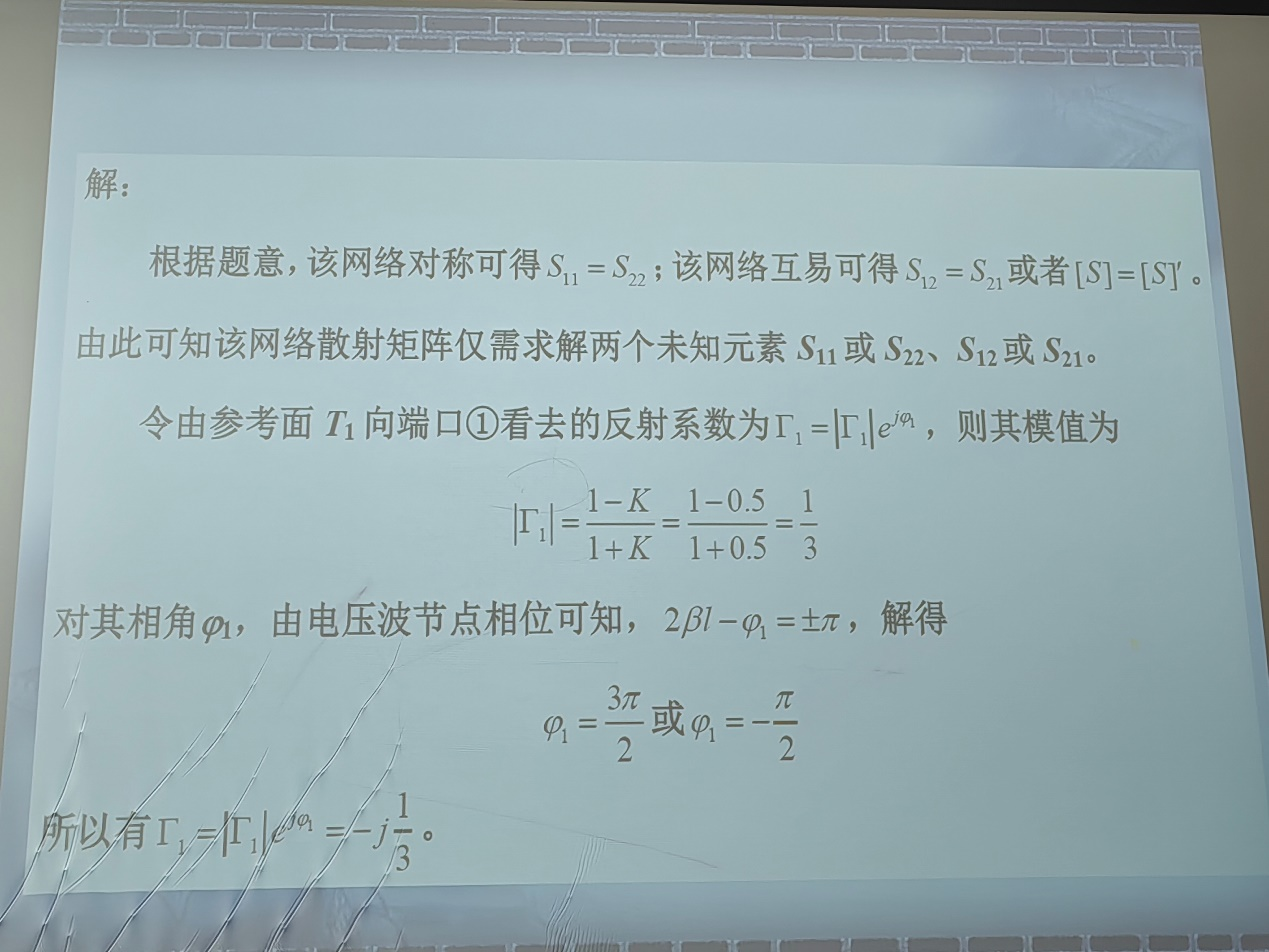 解：
根据题意，该网络对称可得 S₁₁ = S₂₂；该网络互易可得 S₁₂ = S₂₁ 或者 [S] = [S]′。
由此可知该网络散射矩阵仅需求解两个未知元素 S₁₁ 或 S₂₂、S₁₂ 或 S₂₁。
令由参考面 T₁ 向端口①看去的反射系数为 Γ₁ = |Γ₁|e^{jφ₁}，则其模值为
|Γ₁| = (1−K)/(1+K) = (1−0.5)/(1+0.5) = 1/3
对其相角 φ₁，由电压波节点相位可知，2βl − φ₁ = ±π，解得
φ₁ = 3π/2 或 φ₁ = −π/2
所以有 Γ₁ = |Γ₁|e^{jφ₁} = −j 1/3。